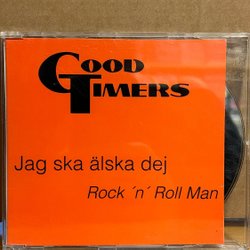 GOOD
TIMERS
Jag ska älska dej
Rock ´n´ Roll Man